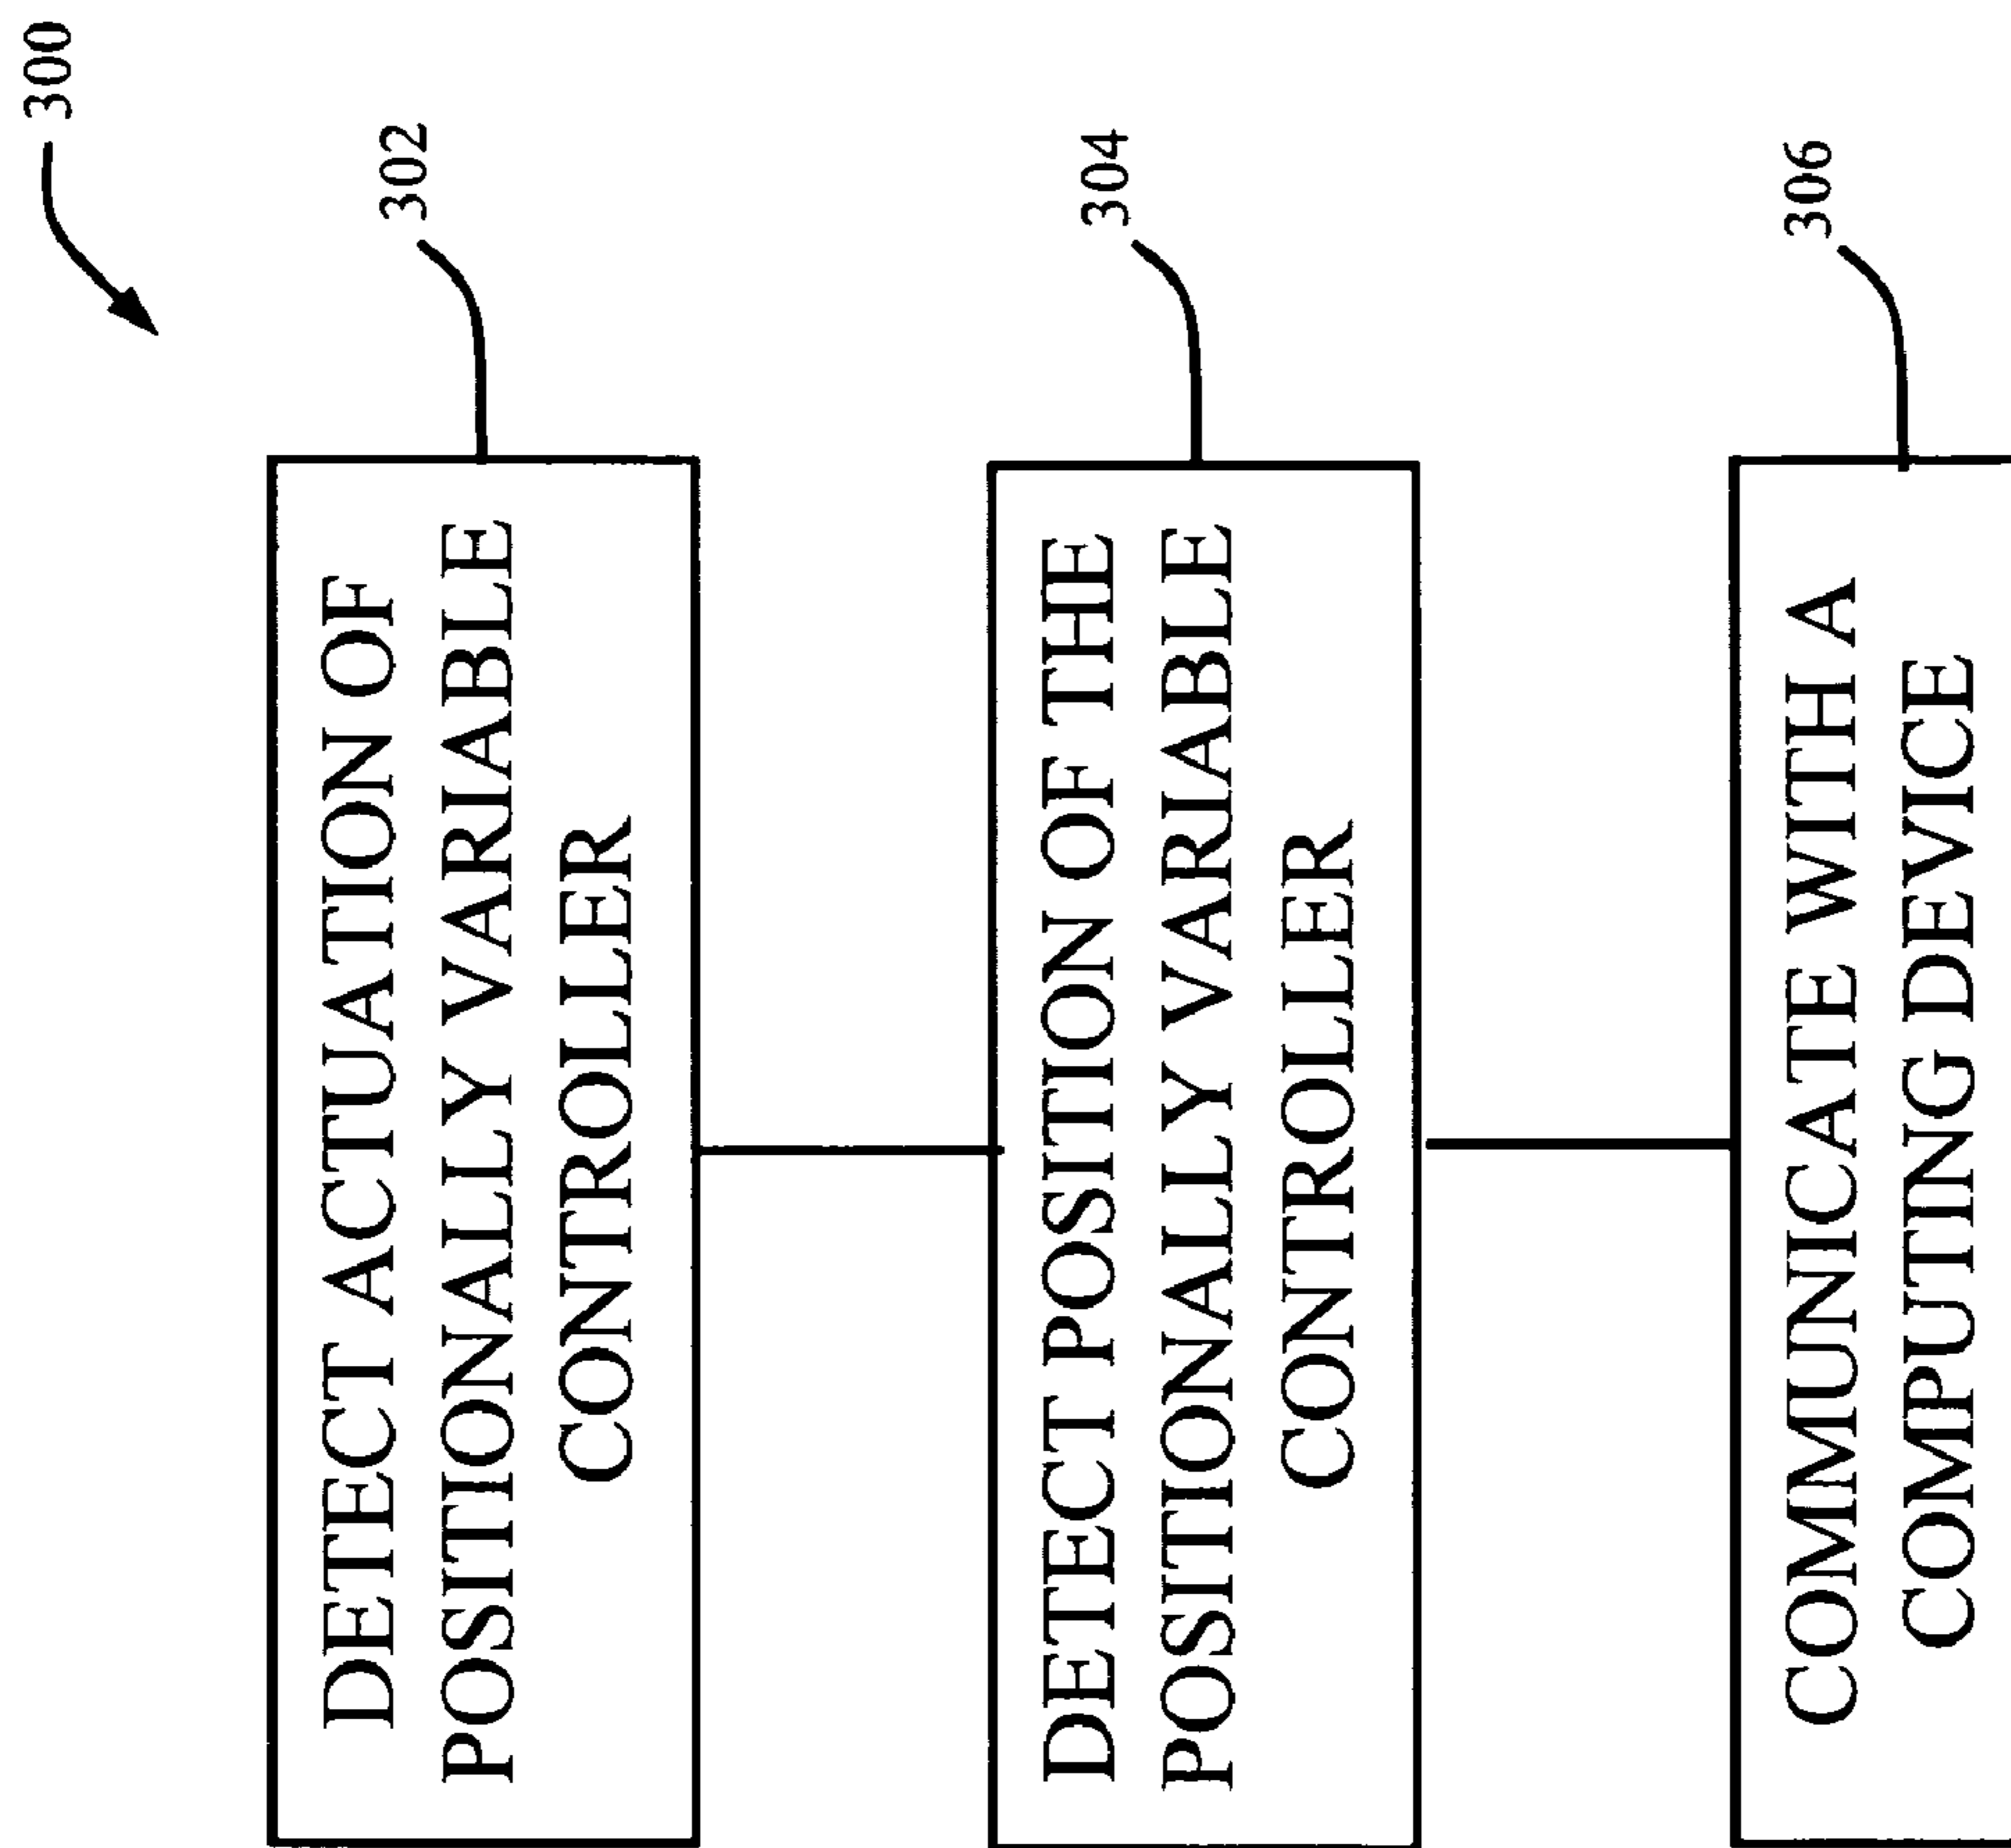 300
302
DETECT ACTUATION OF
POSITIONALLY VARIABLE
CONTROLLER
304
DETECT POSITION OF THE
POSITIONALLY VARIABLE
CONTROLLER
306
COMMUNICATE WITH A
COMPUTING DEVICE